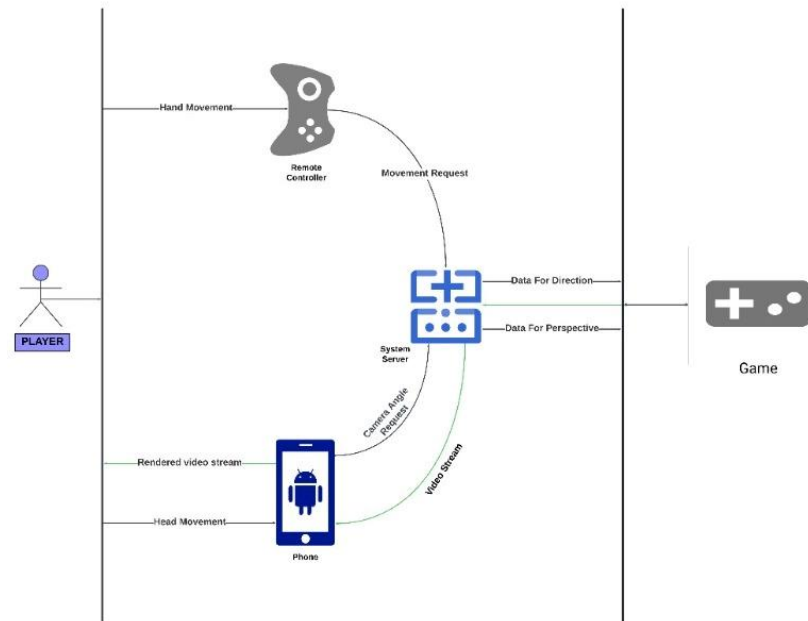 Hand Movement
Remote
Controller
Movement Request
PLAYER
Data For Direction
Data For Perspective
System
Server
Game
Camera Angle
Request
Video Stream
Rendered video stream
Head Movement
Phone